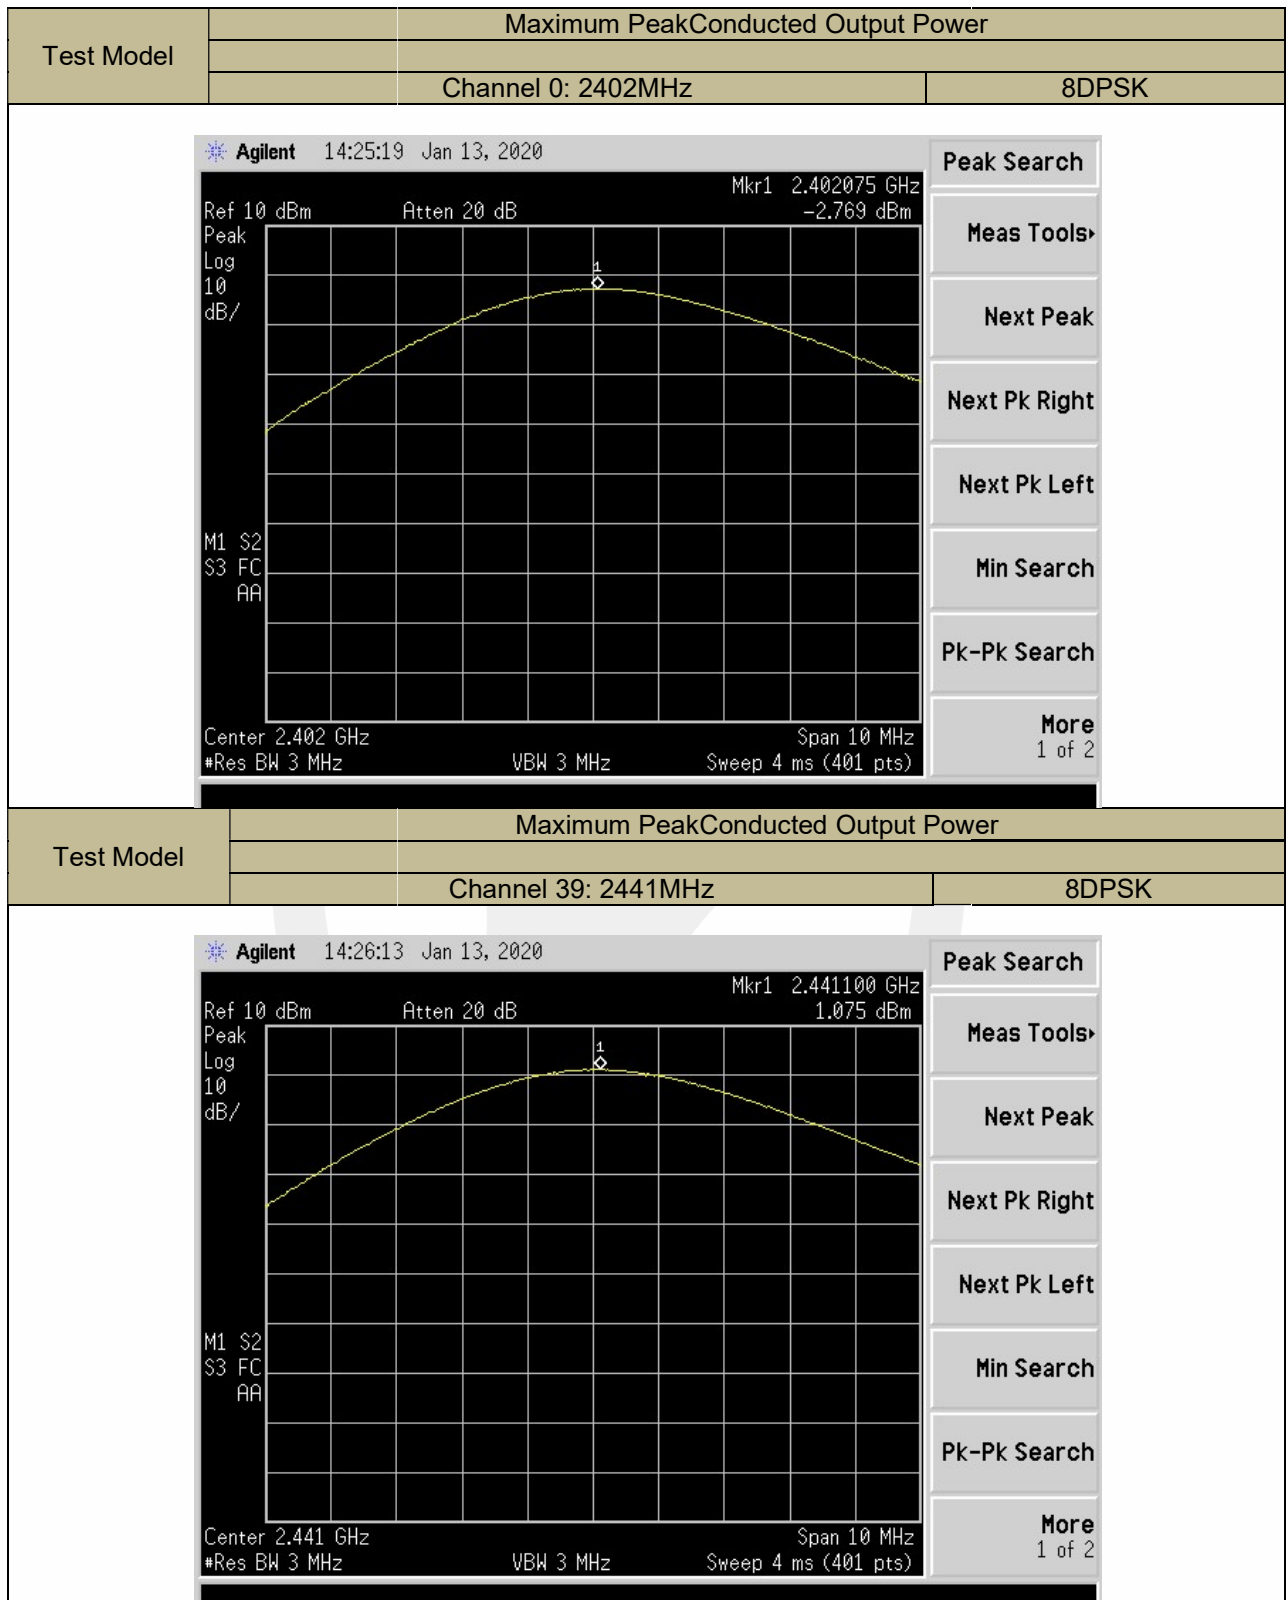 Test Model
Maximum PeakConducted Output Power
Channel 0: 2402MHz 8DPSK
Agilent 14:25:19 Jan 13, 2020
Peak Search
Mkr1 2.402075 GHz
Ref 10 dBm Atten 20 dB -2.769 dBm
Peak
Log
10
dB/
1
M1 S2
S3 FC
AA
Center 2.402 GHz Span 10 MHz
#Res BW 3 MHz VBW 3 MHz Sweep 4 ms (401 pts)
Meas Tools
Next Peak
Next Pk Right
Next Pk Left
Min Search
Pk-Pk Search
More
1 of 2
Test Model
Maximum PeakConducted Output Power
Channel 39: 2441MHz 8DPSK
Agilent 14:26:13 Jan 13, 2020
Peak Search
Mkr1 2.441100 GHz
Ref 10 dBm Atten 20 dB 1.075 dBm
Peak
Log
10
dB/
1
M1 S2
S3 FC
AA
Center 2.441 GHz Span 10 MHz
#Res BW 3 MHz VBW 3 MHz Sweep 4 ms (401 pts)
Meas Tools
Next Peak
Next Pk Right
Next Pk Left
Min Search
Pk-Pk Search
More
1 of 2